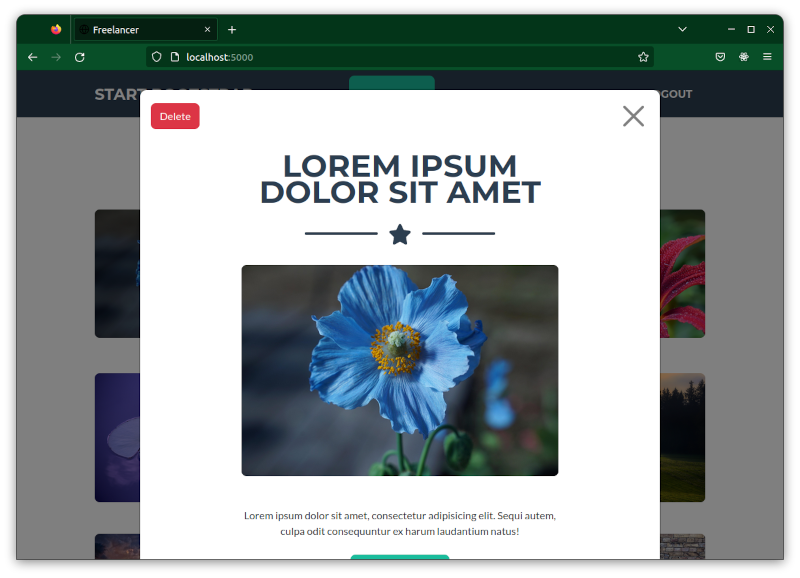 Freelancer
localhost:5000
START BOOTSTRAP
LOGOUT
Delete
LOREM IPSUM
DOLOR SIT AMET
Lorem ipsum dolor sit amet, consectetur adipisicing elit. Sequi autem,
culpa odit consequuntur ex harum laudantium natus!